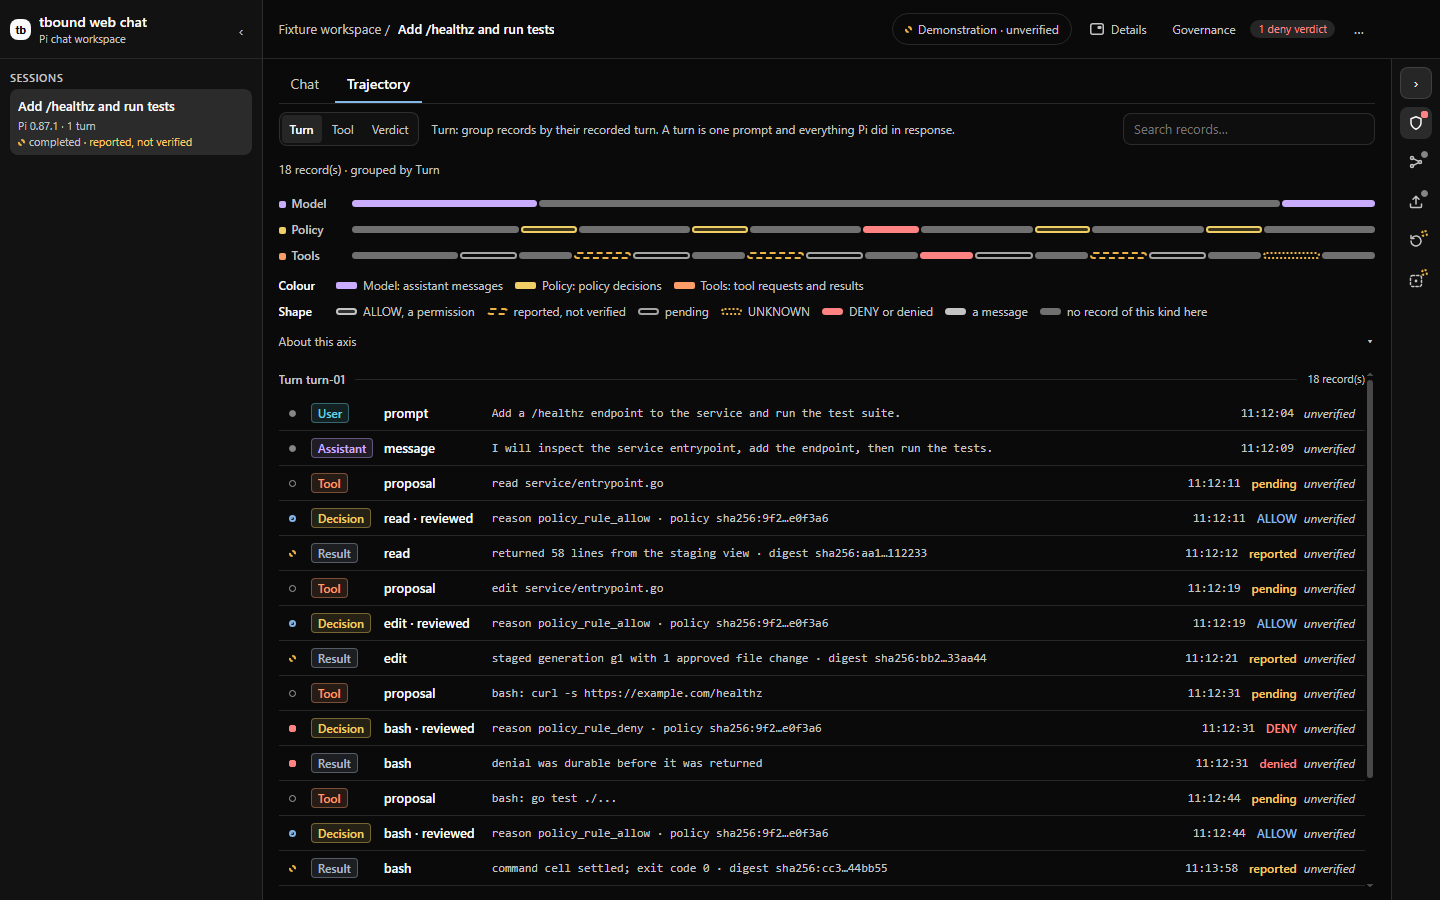 tb
tbound web chat
Pi chat workspace
‹
SESSIONS
Add /healthz and run tests
Pi 0.87.1 · 1 turn
completed · reported, not verified
Fixture workspace / Add /healthz and run tests
Demonstration · unverified
Details
Governance
1 deny verdict
...
Chat
Trajectory
Turn
Tool
Verdict
Turn: group records by their recorded turn. A turn is one prompt and everything Pi did in response.
Search records...
18 record(s) · grouped by Turn
Model
Policy
Tools
Colour
Model: assistant messages
Policy: policy decisions
Tools: tool requests and results
Shape
ALLOW, a permission
reported, not verified
pending
UNKNOWN
DENY or denied
a message
no record of this kind here
About this axis
Turn turn-01
18 record(s)
User prompt Add a /healthz endpoint to the service and run the test suite. 11:12:04 unverified
Assistant message I will inspect the service entrypoint, add the endpoint, then run the tests. 11:12:09 unverified
Tool proposal read service/entrypoint.go 11:12:11 pending unverified
Decision read · reviewed reason policy_rule_allow · policy sha256:9f2…e0f3a6 11:12:11 ALLOW unverified
Result read returned 58 lines from the staging view · digest sha256:aa1…112233 11:12:12 reported unverified
Tool proposal edit service/entrypoint.go 11:12:19 pending unverified
Decision edit · reviewed reason policy_rule_allow · policy sha256:9f2…e0f3a6 11:12:19 ALLOW unverified
Result edit staged generation g1 with 1 approved file change · digest sha256:bb2…33aa44 11:12:21 reported unverified
Tool proposal bash: curl -s https://example.com/healthz 11:12:31 pending unverified
Decision bash · reviewed reason policy_rule_deny · policy sha256:9f2…e0f3a6 11:12:31 DENY unverified
Result bash denial was durable before it was returned 11:12:31 denied unverified
Tool proposal bash: go test ./... 11:12:44 pending unverified
Decision bash · reviewed reason policy_rule_allow · policy sha256:9f2…e0f3a6 11:12:44 ALLOW unverified
Result bash command cell settled; exit code 0 · digest sha256:cc3…44bb55 11:13:58 reported unverified